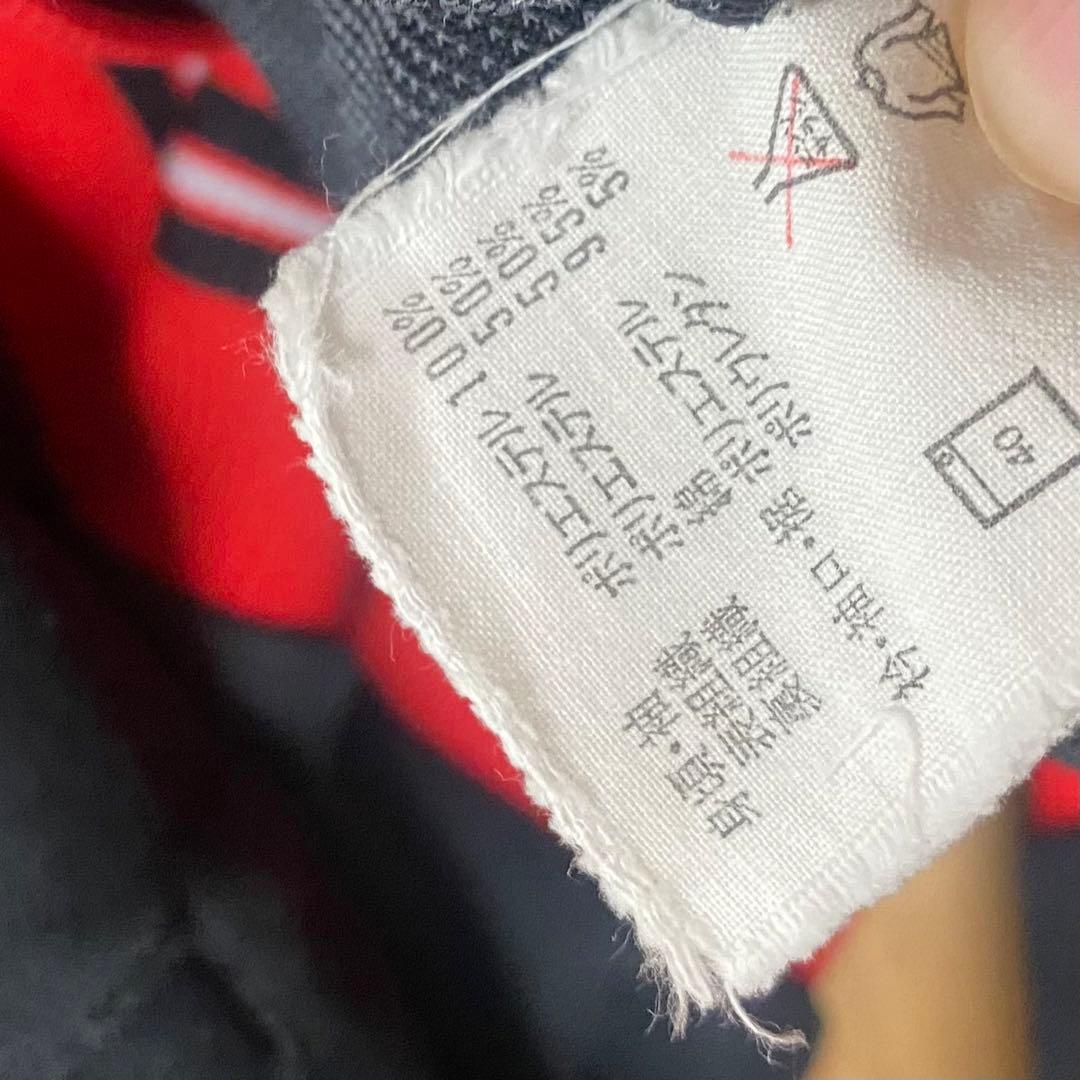 身頃・袖
表組織 ポリエステル 100%
裏組織 ポリエステル 50%
綿 50%
衿・袖口・裾 ポリエステル 95%
ポリウレタン 5%
40